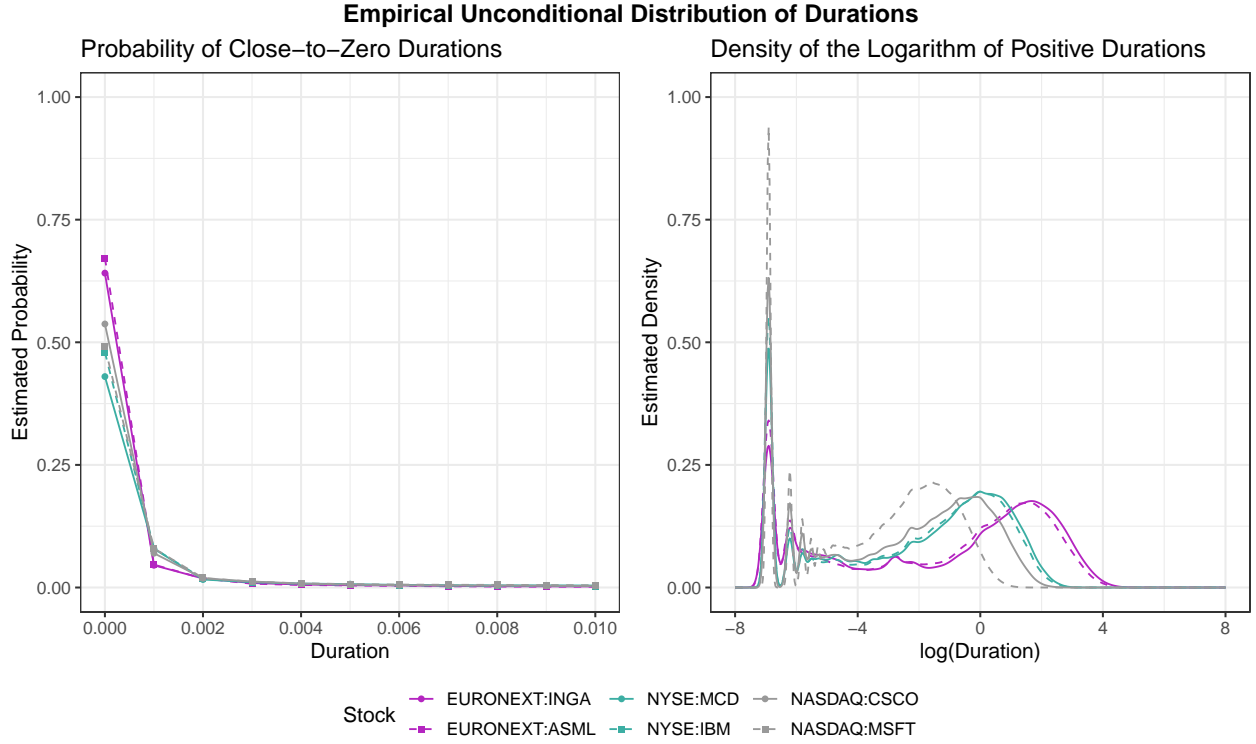 Empirical Unconditional Distribution of Durations
Probability of Close−to−Zero Durations
Estimated Probability
1.00
0.75
0.50
0.25
0.00
0.000 0.002 0.004 0.006 0.008 0.010
Duration
Density of the Logarithm of Positive Durations
Estimated Density
1.00
0.75
0.50
0.25
0.00
−8 −4 0 4 8
log(Duration)
Stock
EURONEXT:INGA NYSE:MCD NASDAQ:CSCO
EURONEXT:ASML NYSE:IBM NASDAQ:MSFT